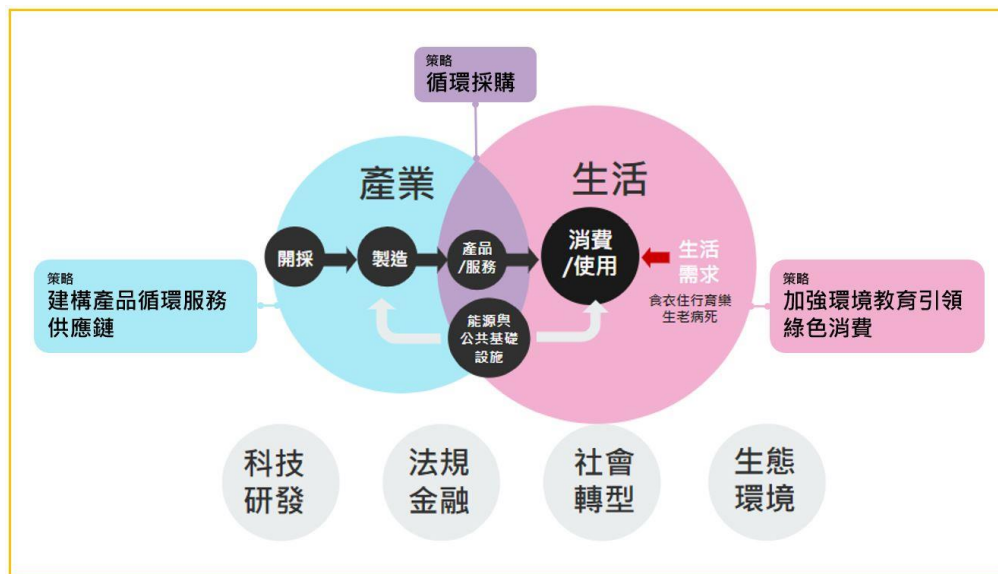 策略
循環採購
產業
生活
開採
製造
產品
/服務
消費
/使用
生活
需求
食衣住行育樂
生老病死
能源與
公共基礎
設施
策略
建構產品循環服務
供應鏈
策略
加強環境教育引領
綠色消費
科技
研發
法規
金融
社會
轉型
生態
環境